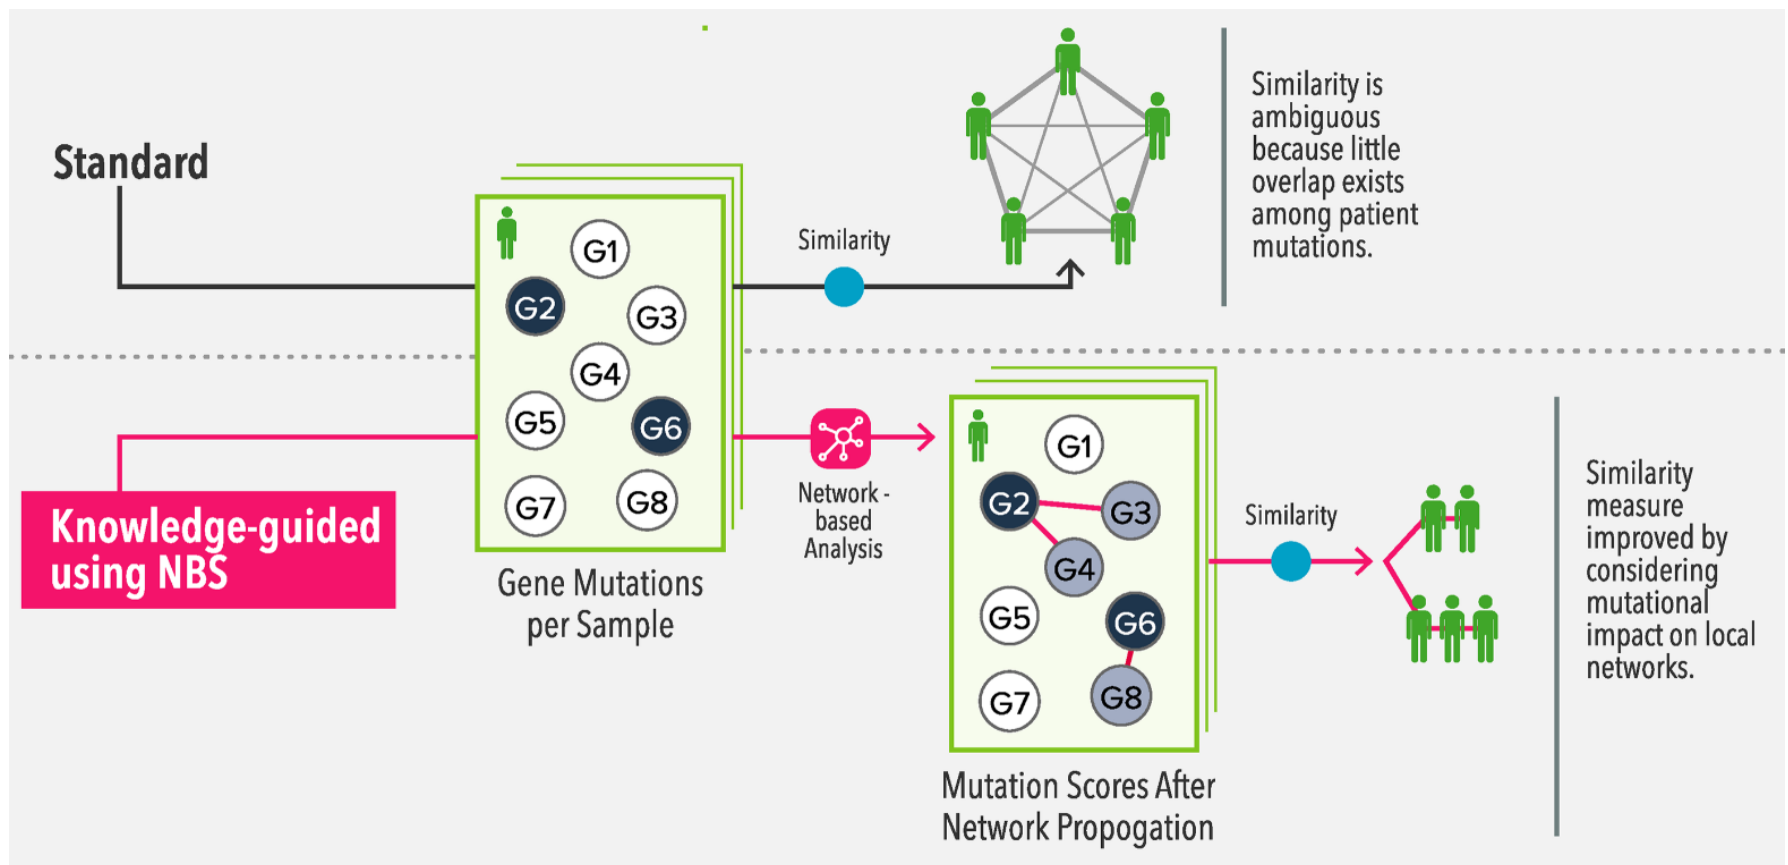 Standard
G1
G2
G3
G4
G5
G6
G7
G8
Gene Mutations
per Sample
Similarity
Similarity is
ambiguous
because little
overlap exists
among patient
mutations.
Knowledge-guided
using NBS
Network -
based
Analysis
G1
G2
G3
G4
G5
G6
G7
G8
Mutation Scores After
Network Propogation
Similarity
Similarity
measure
improved by
considering
mutational
impact on local
networks.